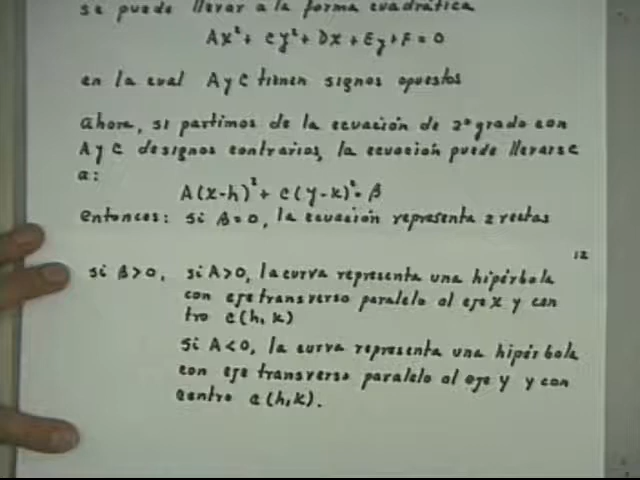 se puede llevar a la forma cuadrática
Ax² + Cy² + Dx + Ey + F = 0
en la cual A y C tienen signos opuestos
Ahora, si partimos de la ecuación de 2° grado con
A y C de signos contrarios, la ecuación puede llevarse
a:
A(x-h)² + C(y-k)² = β
entonces: si β = 0, la ecuación representa 2 rectas
12
si β > 0, si A > 0, la curva representa una hipérbola
con eje transverso paralelo al eje x y cen
tro c(h, k)
si A < 0, la curva representa una hipérbola
con eje transverso paralelo al eje y y con
centro c(h, k).